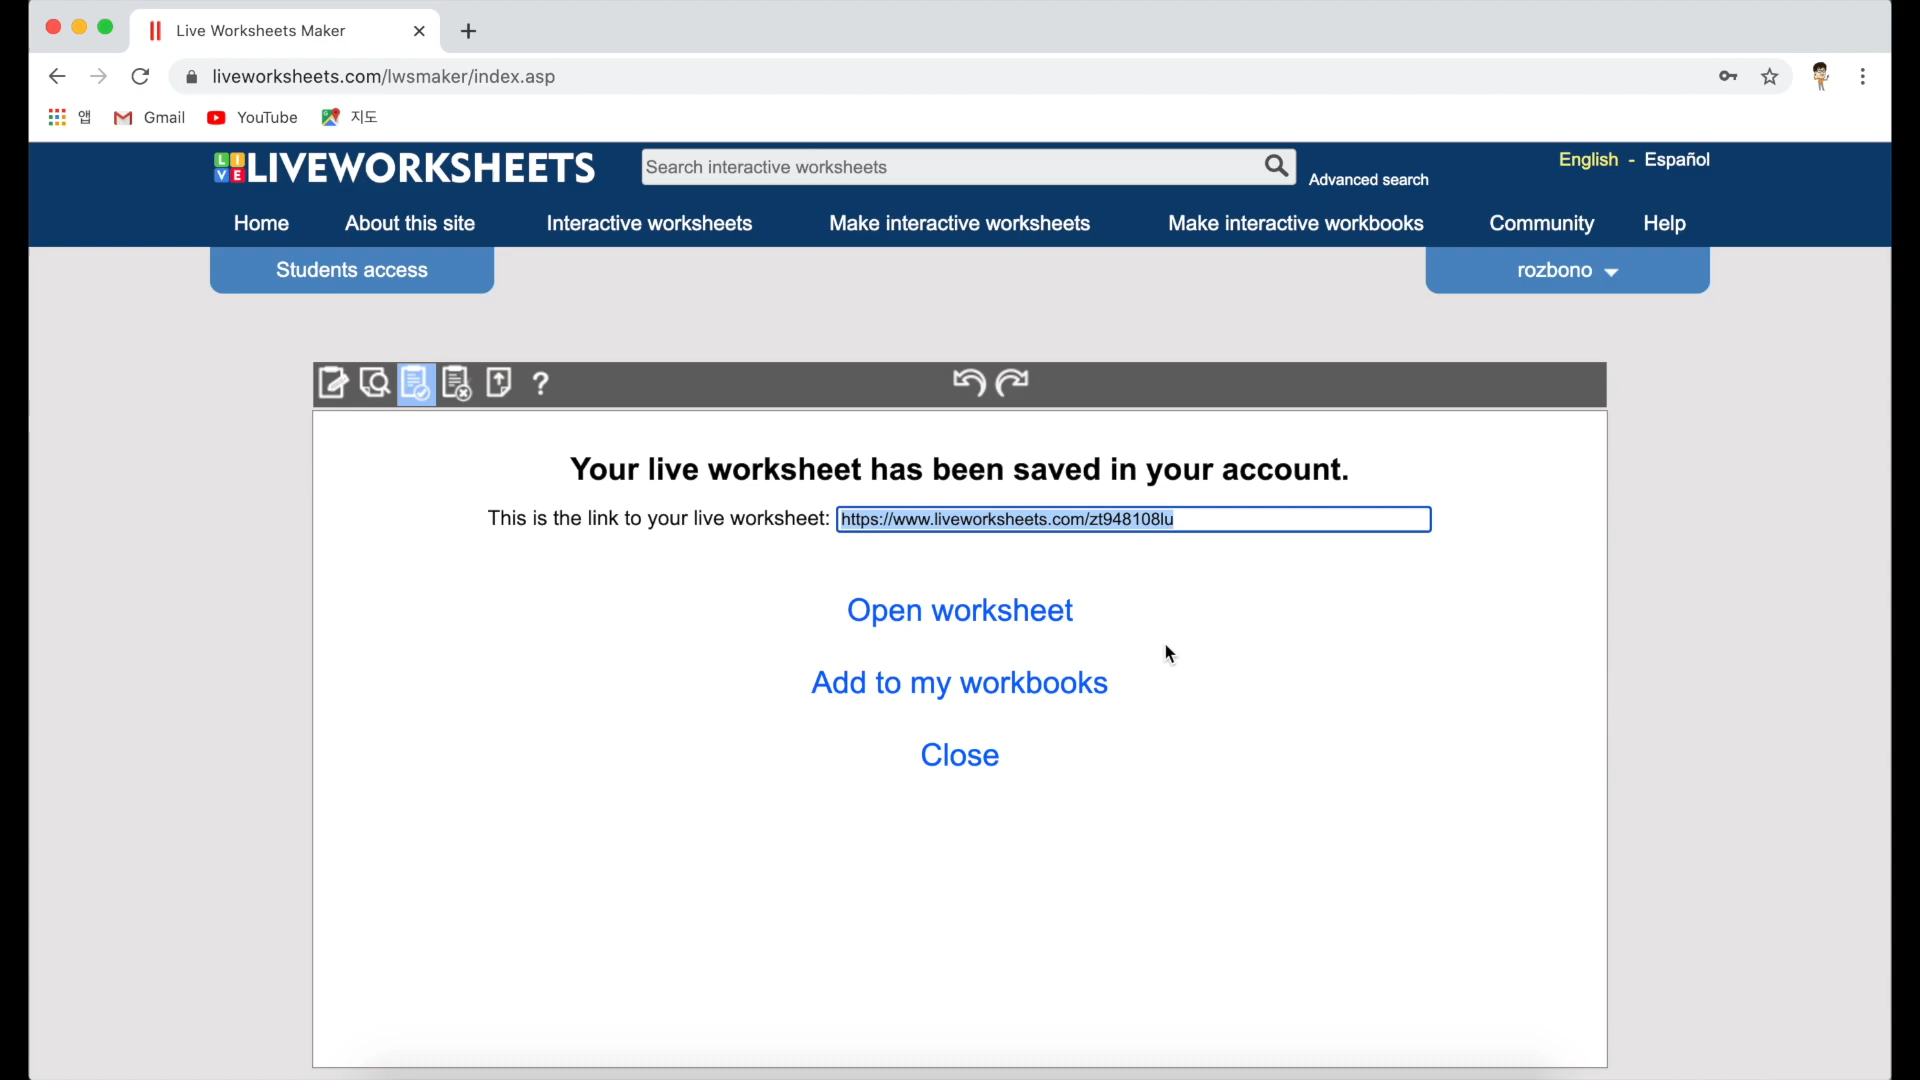 Live Worksheets Maker
liveworksheets.com/lwsmaker/index.asp
앱 Gmail YouTube 지도
LIVE LIVEWORKSHEETS Search interactive worksheets Advanced search English - Español
Home About this site Interactive worksheets Make interactive worksheets Make interactive workbooks Community Help
Students access rozbono
?
Your live worksheet has been saved in your account.
This is the link to your live worksheet: https://www.liveworksheets.com/zt948108lu
Open worksheet
Add to my workbooks
Close